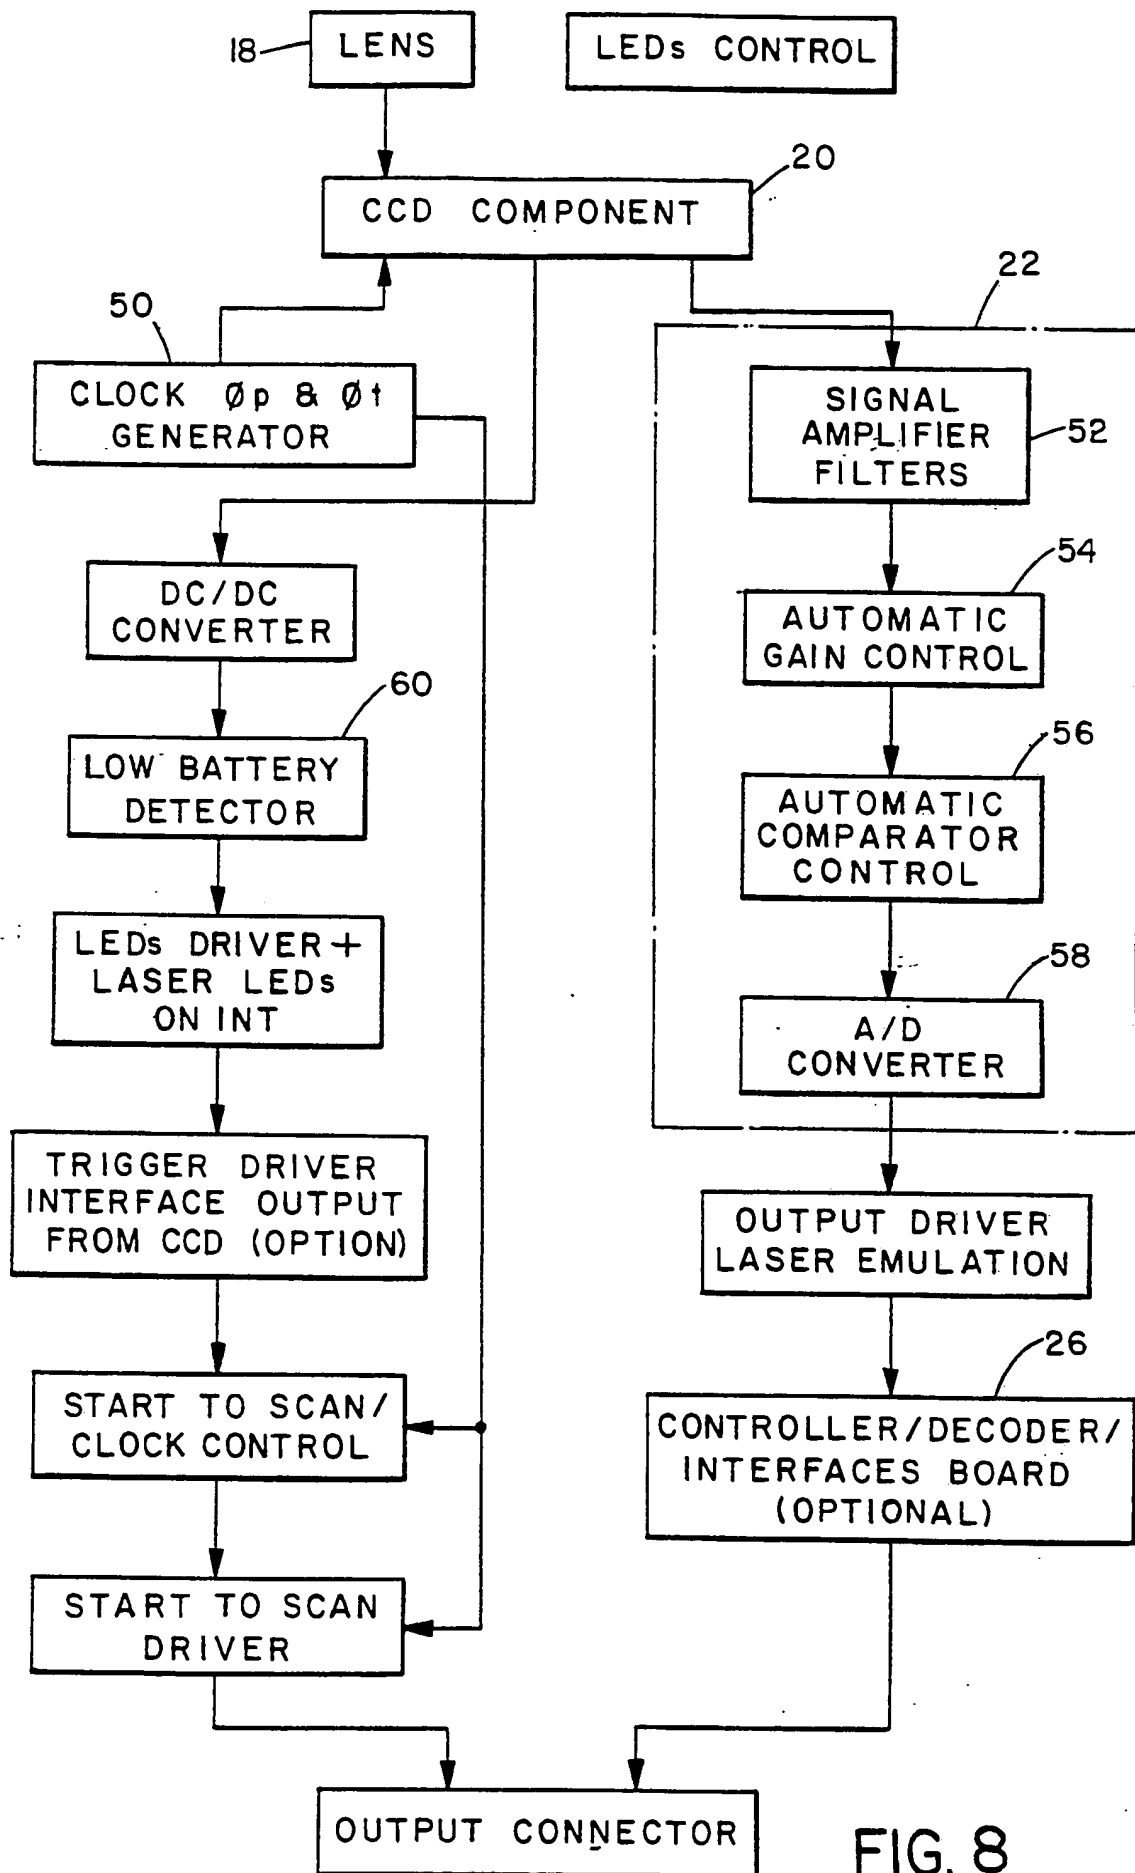 18
LENS
LEDs CONTROL
20
CCD COMPONENT
22
50
CLOCK Øp & Øt
GENERATOR
SIGNAL
AMPLIFIER
FILTERS
52
DC/DC
CONVERTER
54
AUTOMATIC
GAIN CONTROL
60
LOW BATTERY
DETECTOR
56
AUTOMATIC
COMPARATOR
CONTROL
LEDs DRIVER +
LASER LEDs
ON INT
58
A/D
CONVERTER
TRIGGER DRIVER
INTERFACE OUTPUT
FROM CCD (OPTION)
OUTPUT DRIVER
LASER EMULATION
26
START TO SCAN/
CLOCK CONTROL
CONTROLLER/DECODER/
INTERFACES BOARD
(OPTIONAL)
START TO SCAN
DRIVER
OUTPUT CONNECTOR
FIG. 8